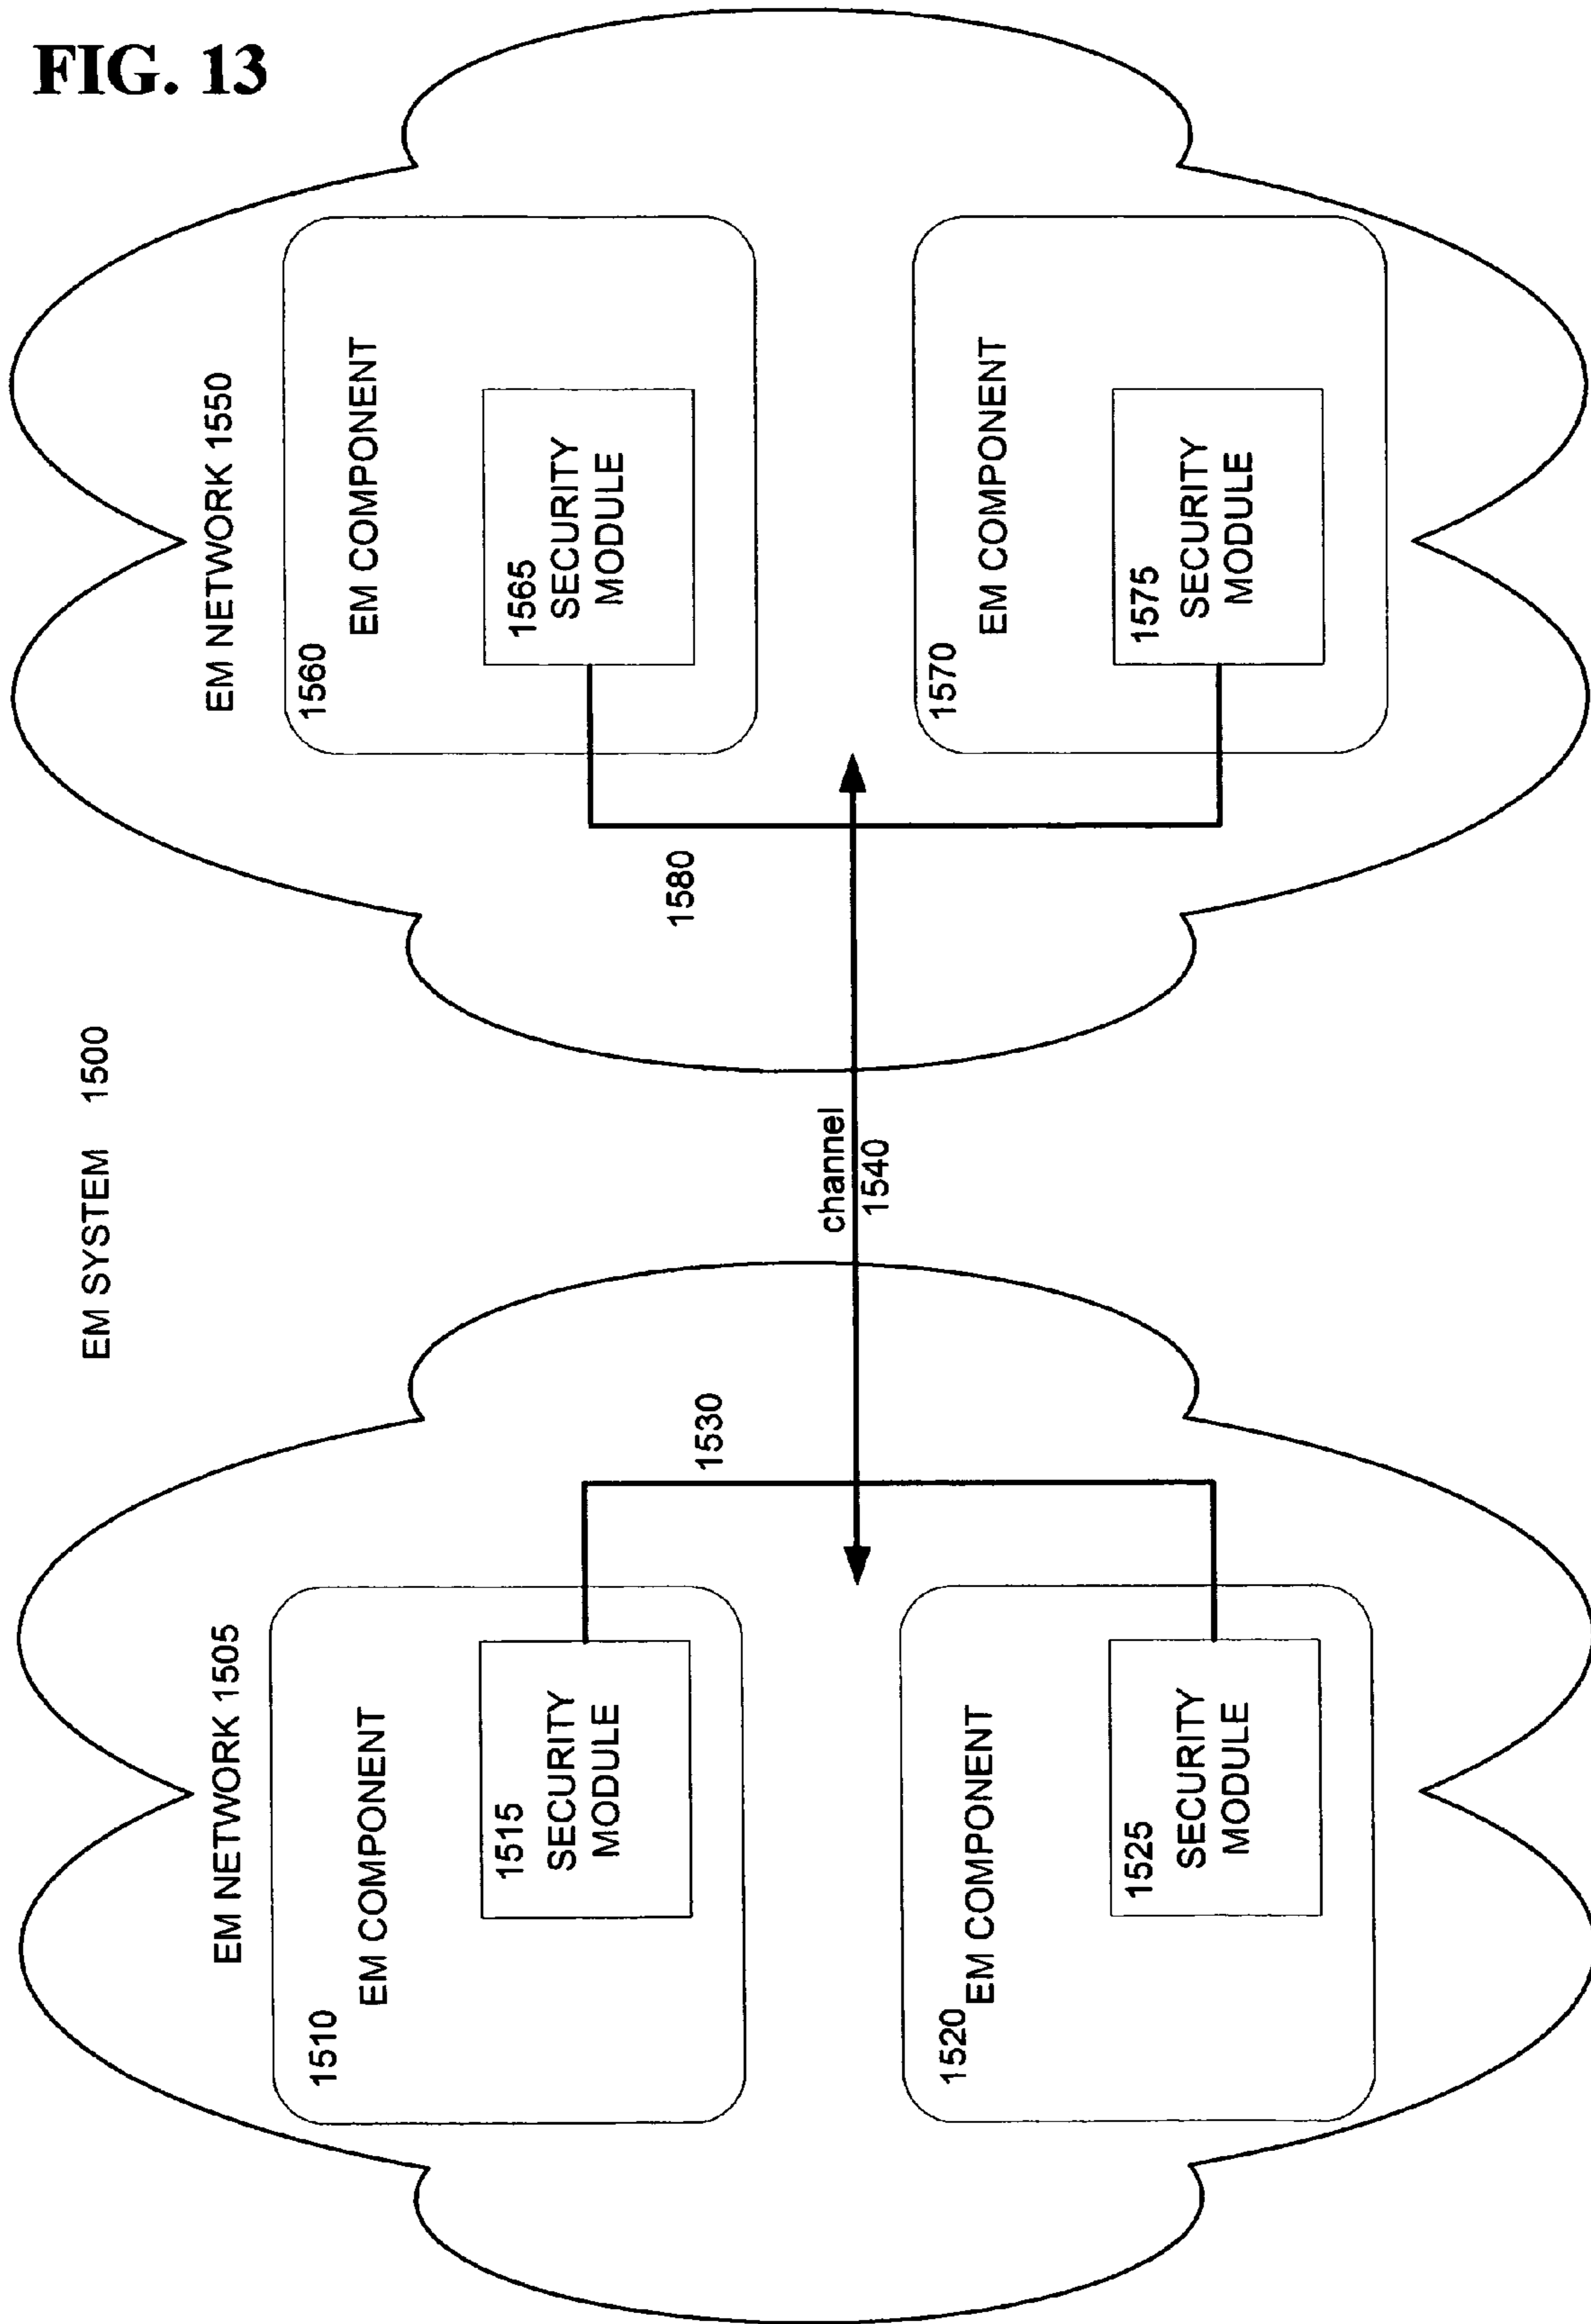 FIG. 13
EM SYSTEM 1500
EM NETWORK 1505
1510
EM COMPONENT
1515
SECURITY
MODULE
1520
EM COMPONENT
1525
SECURITY
MODULE
1530
channel
1540
EM NETWORK 1550
1560
EM COMPONENT
1565
SECURITY
MODULE
1570
EM COMPONENT
1575
SECURITY
MODULE
1580